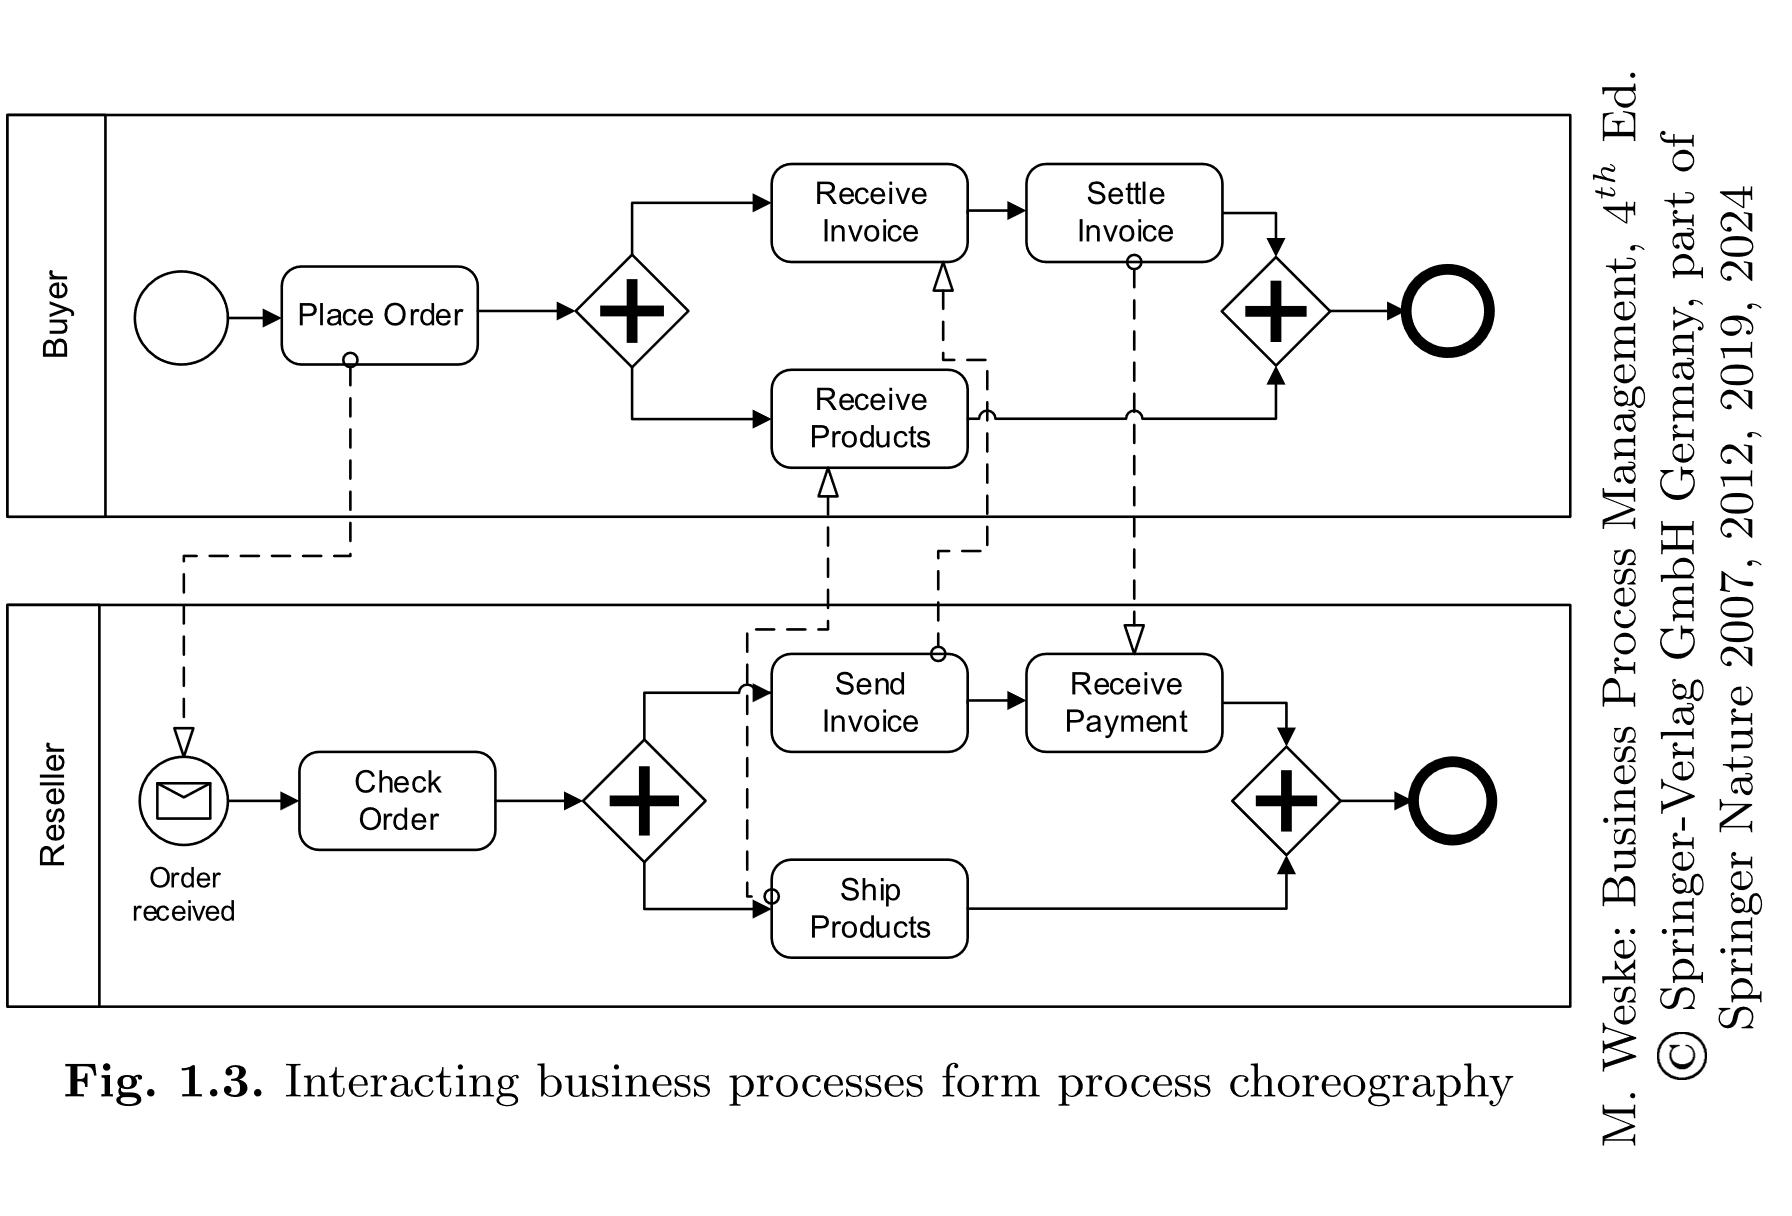 Buyer
Place Order
Receive
Invoice
Settle
Invoice
Receive
Products
Reseller
Order
received
Check
Order
Send
Invoice
Receive
Payment
Ship
Products
Fig. 1.3. Interacting business processes form process choreography
M. Weske: Business Process Management, 4th Ed.
© Springer-Verlag GmbH Germany, part of
Springer Nature 2007, 2012, 2019, 2024